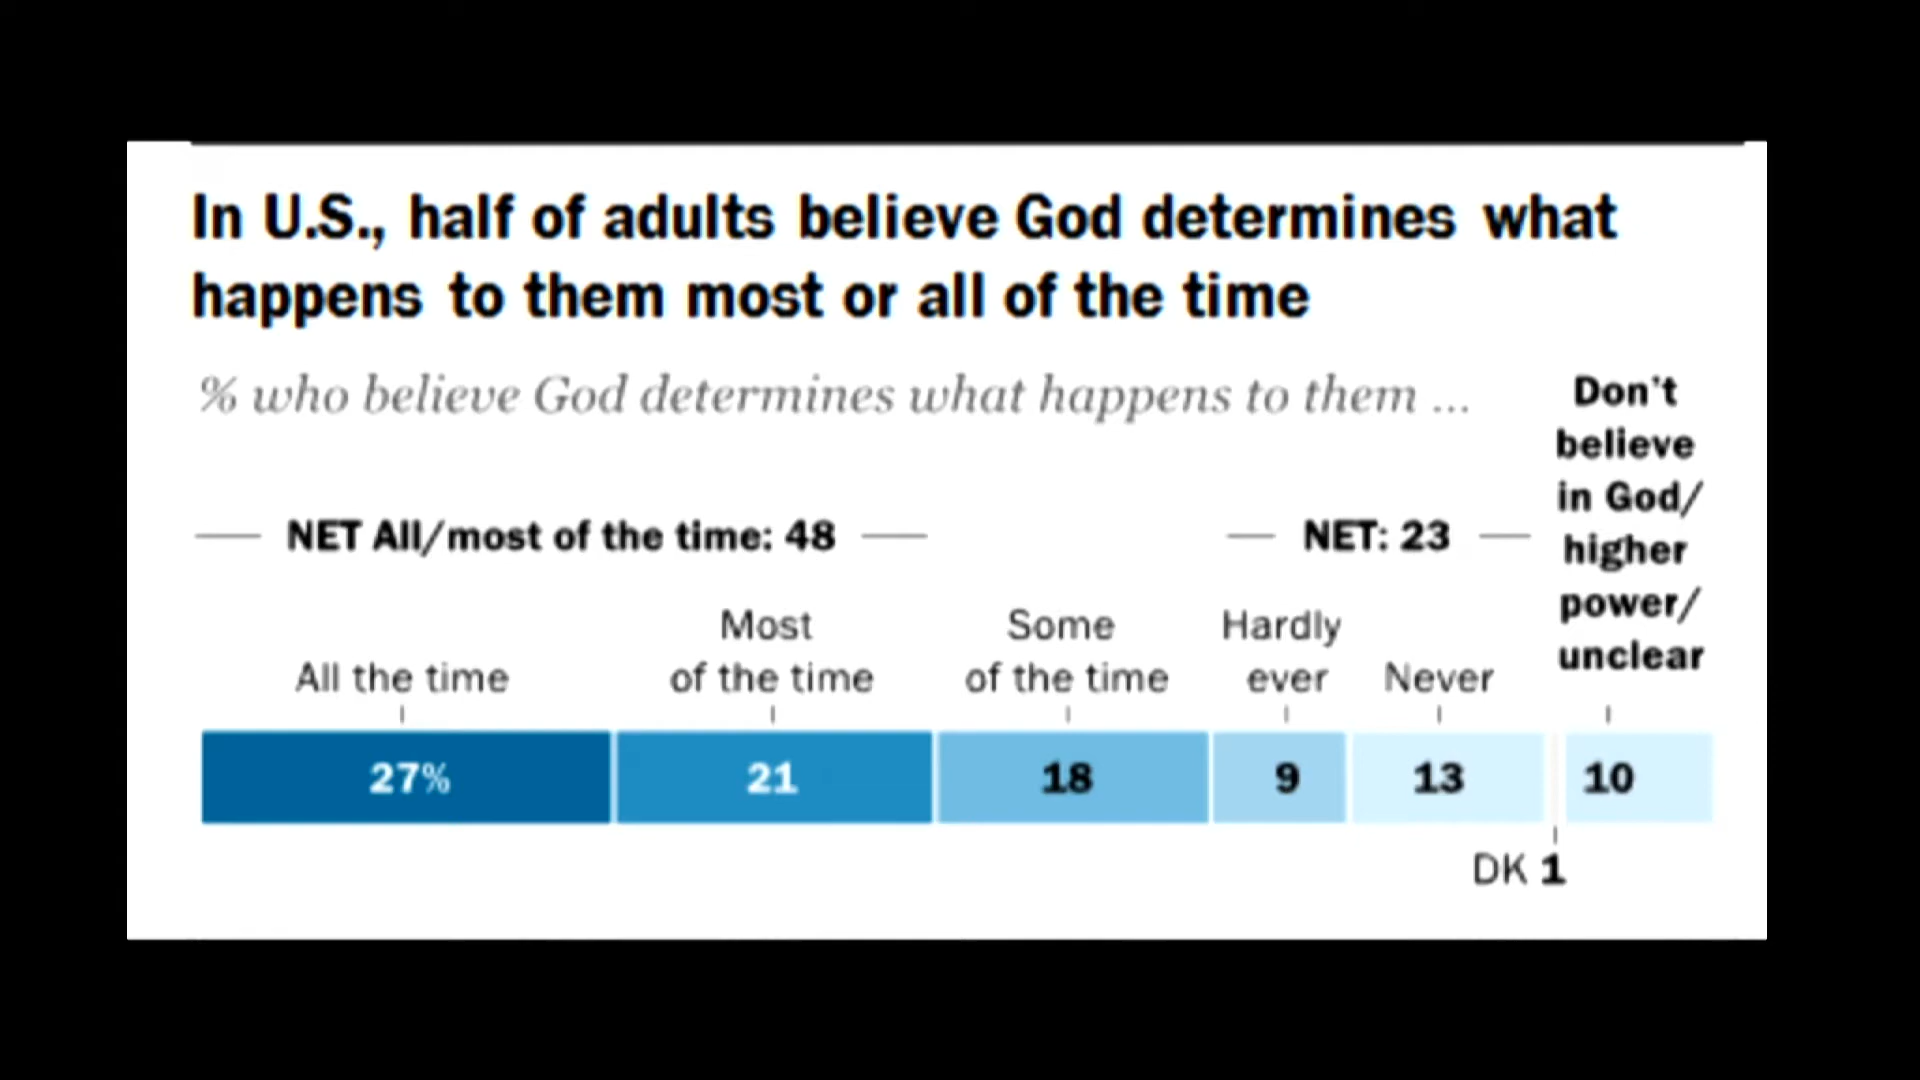 In U.S., half of adults believe God determines what
happens to them most or all of the time
% who believe God determines what happens to them ...
Don't
believe
in God/
higher
power/
unclear
NET All/most of the time: 48
NET: 23
All the time
Most
of the time
Some
of the time
Hardly
ever
Never
27%
21
18
9
13
10
DK 1